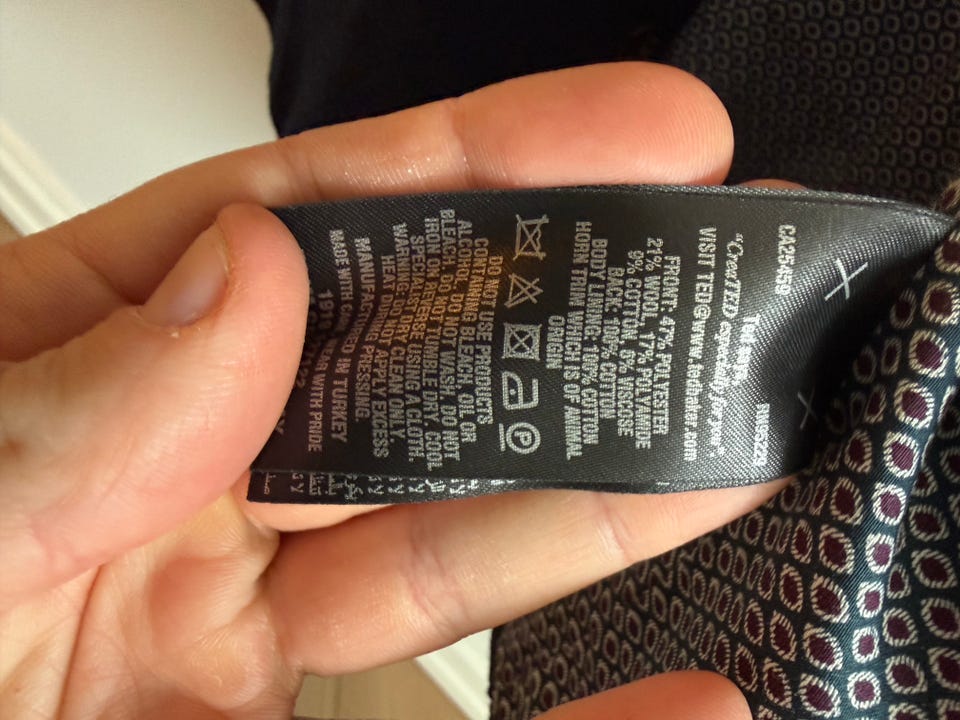 CA25459 RN105223
Ted says,
"Crea'TED especially for you".
VISIT TED@www.tedbaker.com
FRONT: 47% POLYESTER
21% WOOL, 17% POLYAMIDE
9% COTTON, 6% VISCOSE
BACK: 100% COTTON
BODY LINING: 100% COTTON
HORN TRIM WHICH IS OF ANIMAL
ORIGIN
P
DO NOT USE PRODUCTS
CONTAINING BLEACH, OIL OR
ALCOHOL. DO NOT WASH. DO NOT
BLEACH. DO NOT TUMBLE DRY. COOL
IRON ON REVERSE USING A CLOTH.
SPECIALIST DRY CLEAN ONLY.
WARNING: DO NOT APPLY EXCESS
HEAT DURING PRESSING.
MANUFACTURED IN TURKEY
MADE WITH CARE, WEAR WITH PRIDE